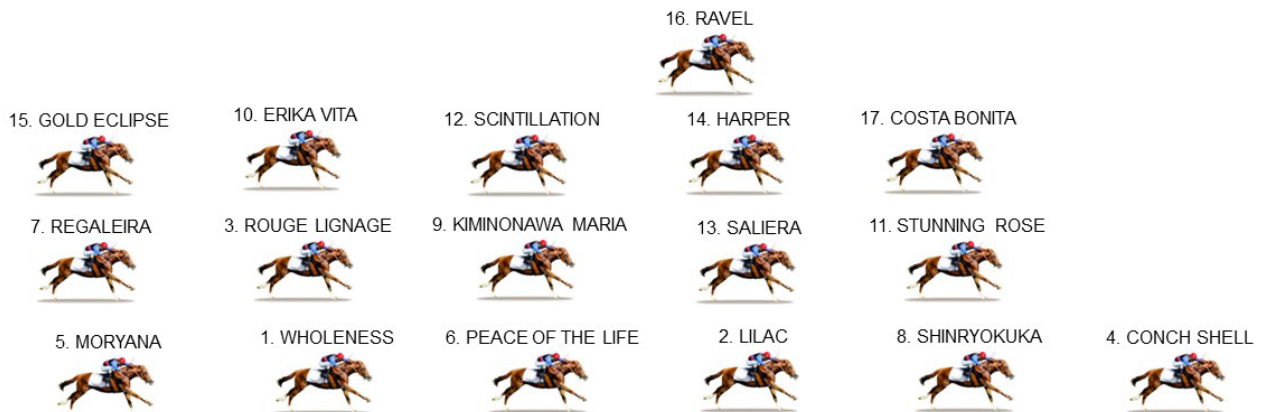 16. RAVEL
15. GOLD ECLIPSE
10. ERIKA VITA
12. SCINTILLATION
14. HARPER
17. COSTA BONITA
7. REGALEIRA
3. ROUGE LIGNAGE
9. KIMINONAWA MARIA
13. SALIERA
11. STUNNING ROSE
5. MORYANA
1. WHOLENESS
6. PEACE OF THE LIFE
2. LILAC
8. SHINRYOKUKA
4. CONCH SHELL